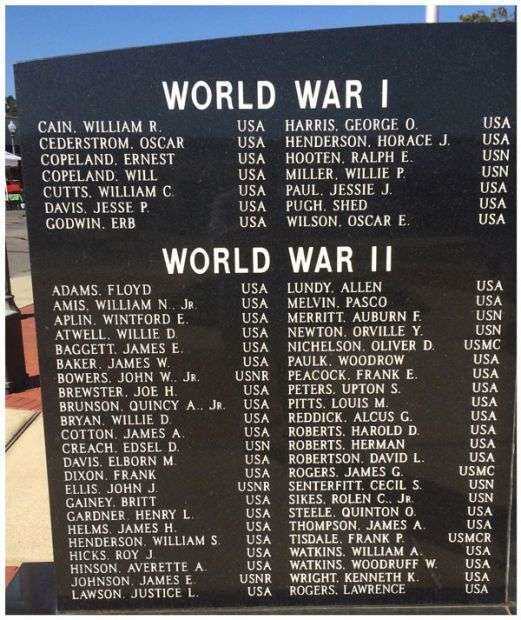 WORLD WAR I
CAIN, WILLIAM R. USA
CEDERSTROM, OSCAR USA
COPELAND, ERNEST USA
COPELAND, WILL USA
CUTTS, WILLIAM C. USA
DAVIS, JESSE P. USA
GODWIN, ERB USA
HARRIS, GEORGE O. USA
HENDERSON, HORACE J. USA
HOOTEN, RALPH E. USN
MILLER, WILLIE P. USN
PAUL, JESSIE J. USA
PUGH, SHED USA
WILSON, OSCAR E. USA
WORLD WAR II
ADAMS, FLOYD USA
AMIS, WILLIAM N., JR. USA
APLIN, WINTFORD E. USA
ATWELL, WILLIE D. USA
BAGGETT, JAMES E. USA
BAKER, JAMES W. USA
BOWERS, JOHN W., JR. USNR
BREWSTER, JOE H. USA
BRUNSON, QUINCY A., JR. USA
BRYAN, WILLIE D. USA
COTTON, JAMES A. USA
CREACH, EDSEL D. USN
DAVIS, ELBORN M. USA
DIXON, FRANK USA
ELLIS, JOHN J. USNR
GAINEY, BRITT USA
GARDNER, HENRY L. USA
HELMS, JAMES H. USA
HENDERSON, WILLIAM S. USA
HICKS, ROY J. USA
HINSON, AVERETTE A. USA
JOHNSON, JAMES E. USNR
LAWSON, JUSTICE L. USA
LUNDY, ALLEN USA
MELVIN, PASCO USA
MERRITT, AUBURN F. USN
NEWTON, ORVILLE Y. USN
NICHELSON, OLIVER D. USMC
PAULK, WOODROW USA
PEACOCK, FRANK E. USA
PETERS, UPTON S. USA
PITTS, LOUIS M. USA
REDDICK, ALCUS G. USA
ROBERTS, HAROLD D. USA
ROBERTS, HERMAN USA
ROBERTSON, DAVID L. USA
ROGERS, JAMES G. USMC
SENTERFITT, CECIL S. USN
SIKES, ROLEN C., JR. USN
STEELE, QUINTON O. USA
THOMPSON, JAMES A. USA
TISDALE, FRANK P. USMCR
WATKINS, WILLIAM A. USA
WATKINS, WOODRUFF W. USA
WRIGHT, KENNETH K. USA
ROGERS, LAWRENCE USA